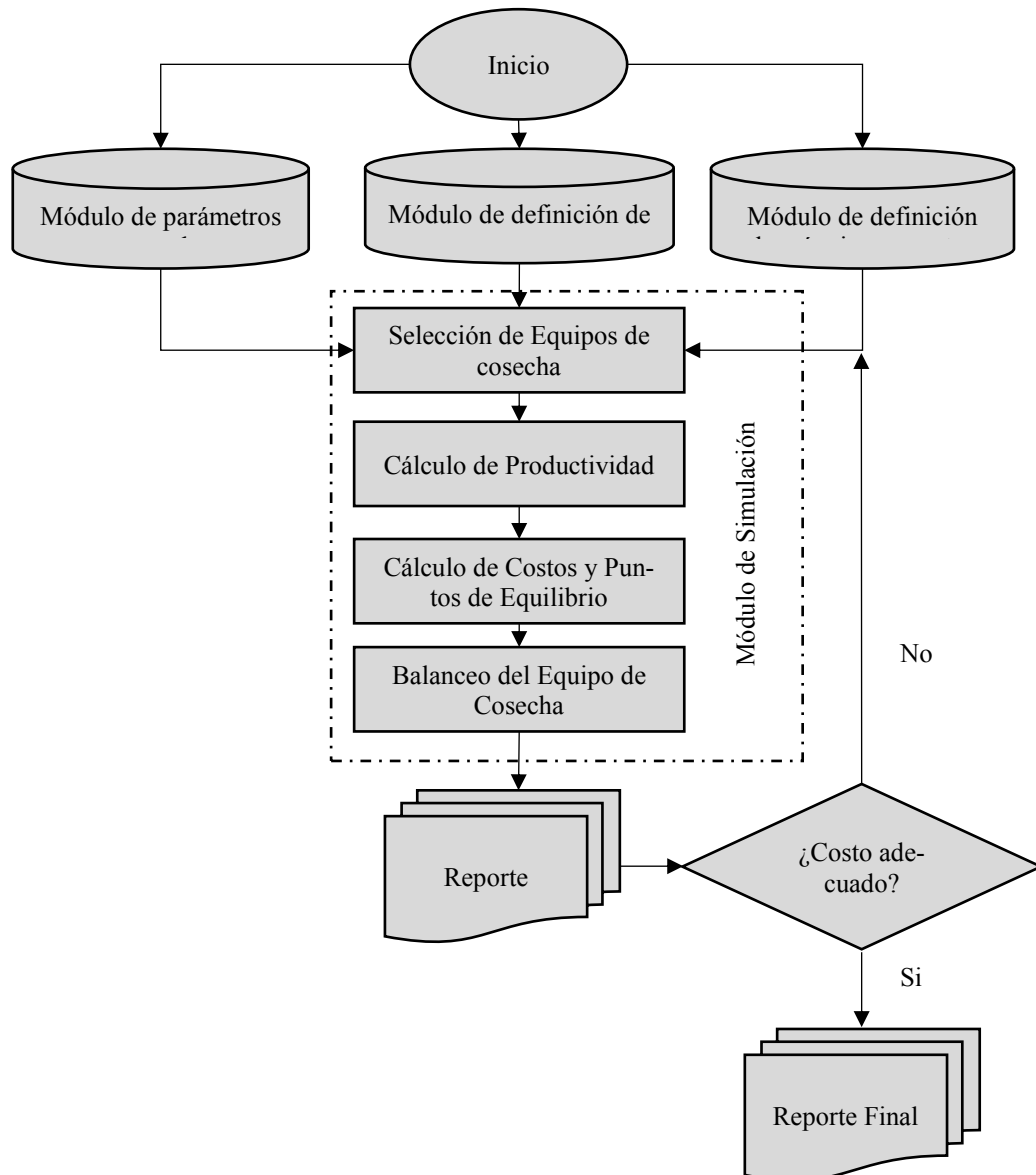 Inicio
Módulo de parámetros
Módulo de definición de
Módulo de definición
Selección de Equipos de
cosecha
Cálculo de Productividad
Cálculo de Costos y Pun-
tos de Equilibrio
Balanceo del Equipo de
Cosecha
Módulo de Simulación
No
Reporte
¿Costo ade-
cuado?
Si
Reporte Final